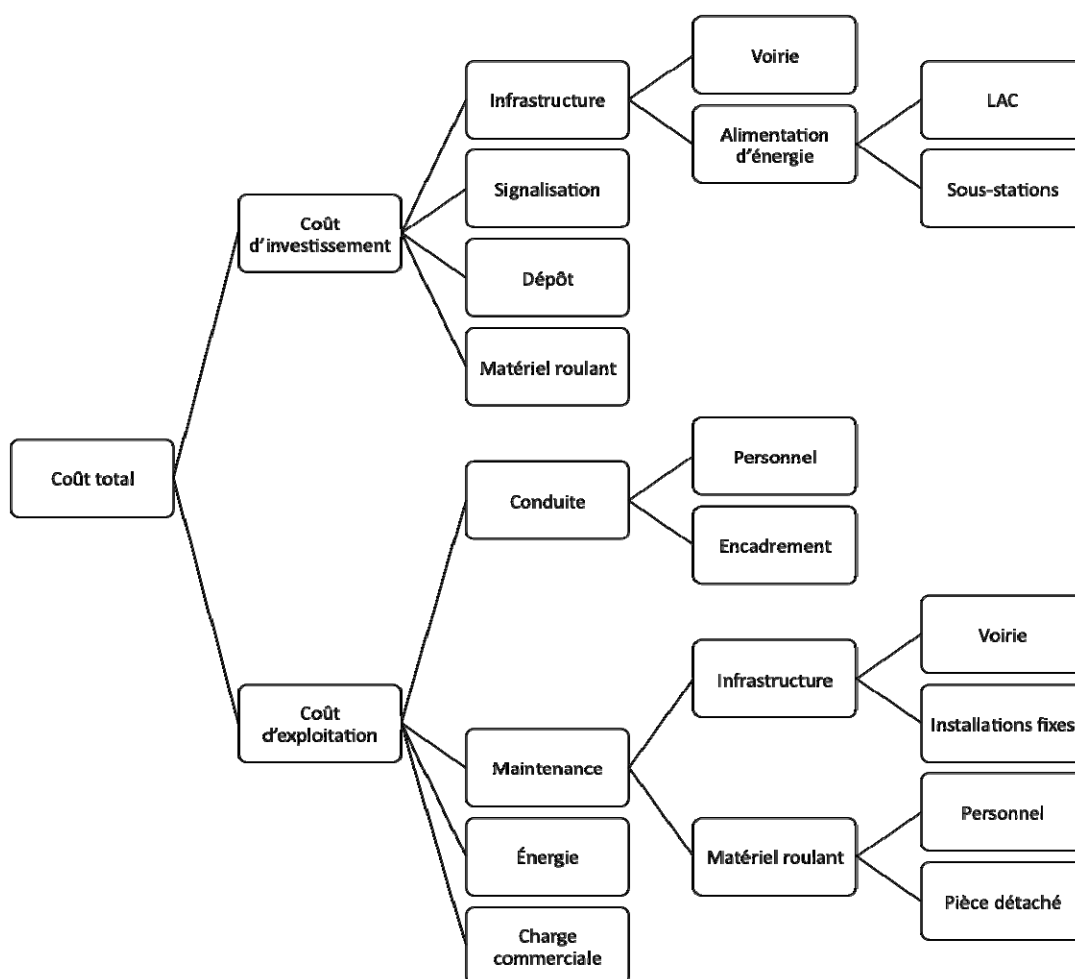 Coût total
Coût
d'investissement
Infrastructure
Voirie
Alimentation
d'énergie
LAC
Sous-stations
Signalisation
Dépôt
Matériel roulant
Coût
d'exploitation
Conduite
Personnel
Encadrement
Maintenance
Infrastructure
Voirie
Installations fixes
Matériel roulant
Personnel
Pièce détaché
Énergie
Charge
commerciale